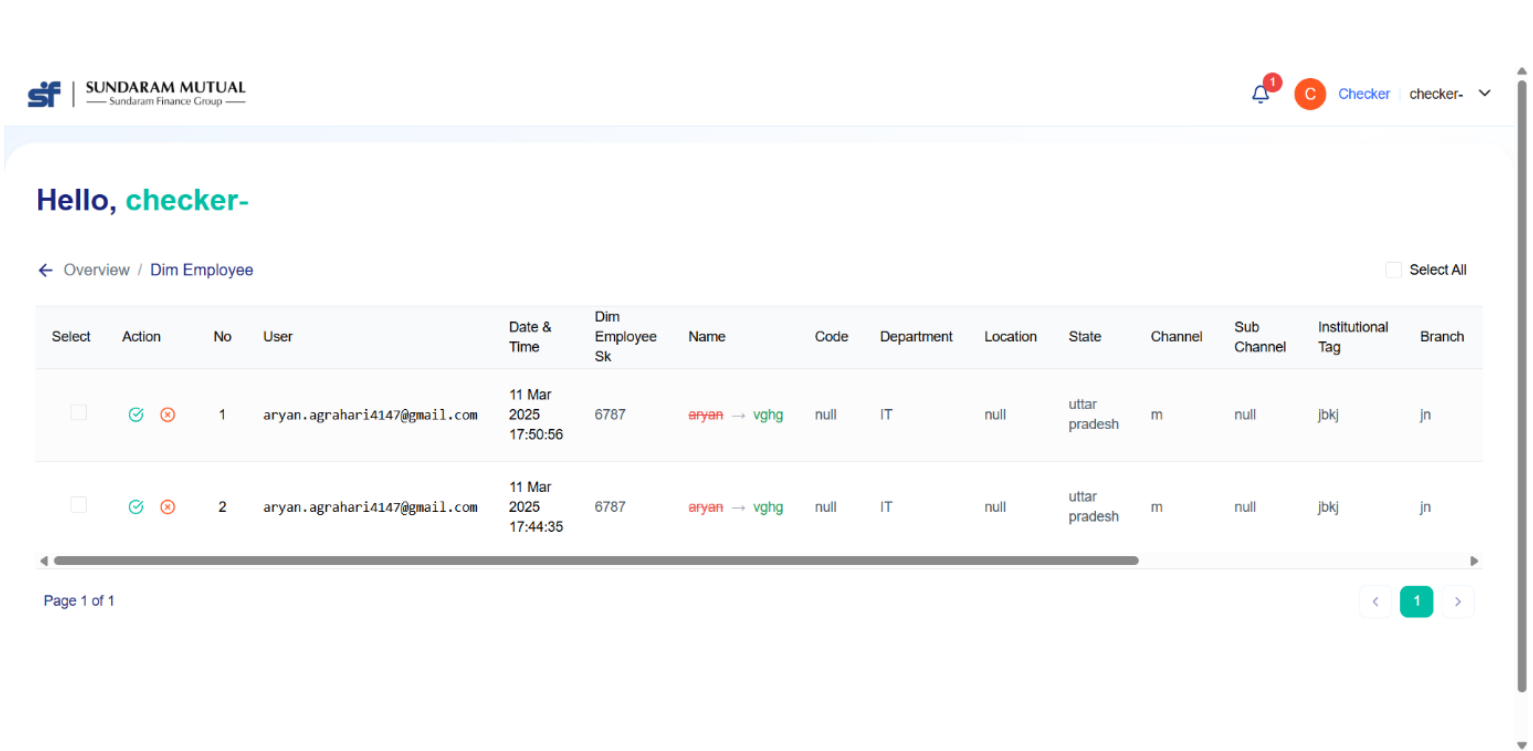 sf | SUNDARAM MUTUAL
Sundaram Finance Group
1
C Checker checker-
Hello, checker-
Overview / Dim Employee
Select All
Select Action No User Date & Time Dim Employee Sk Name Code Department Location State Channel Sub Channel Institutional Tag Branch
1 aryan.agrahari4147@gmail.com 11 Mar 2025 17:50:56 6787 aryan → vghg null IT null uttar pradesh m null jbkj jn
2 aryan.agrahari4147@gmail.com 11 Mar 2025 17:44:35 6787 aryan → vghg null IT null uttar pradesh m null jbkj jn
Page 1 of 1
< 1 >